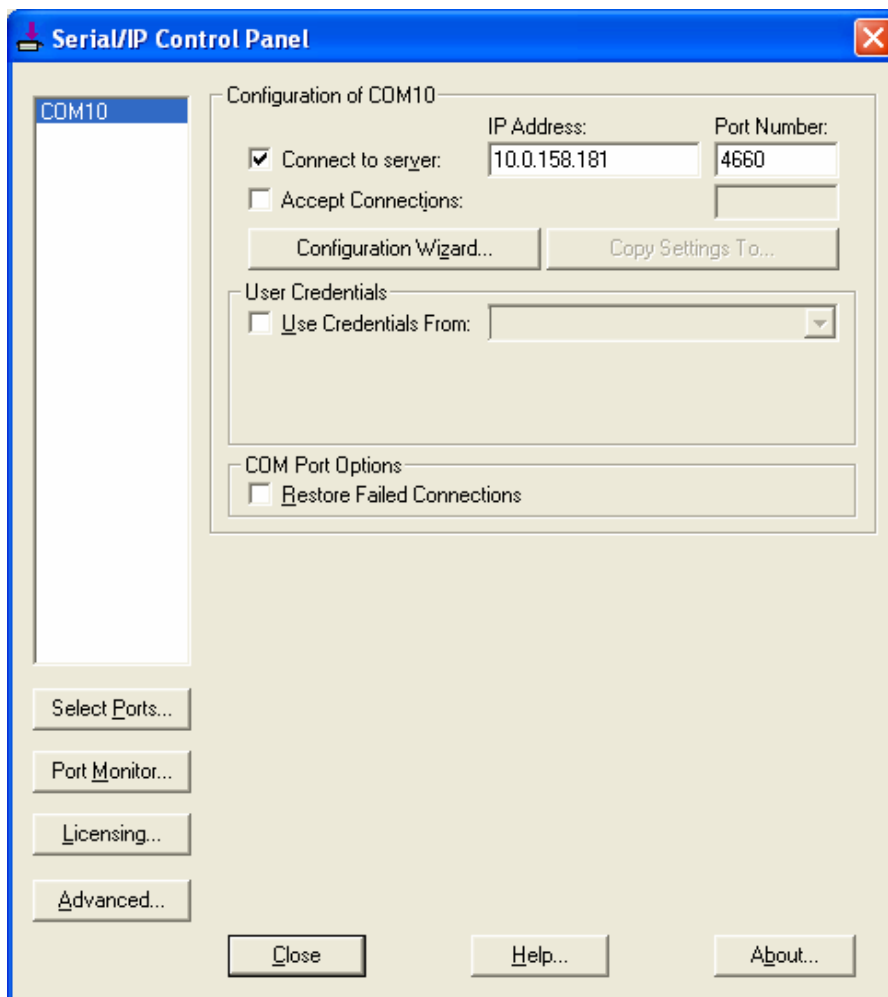 Serial/IP Control Panel
COM10
Configuration of COM10
IP Address: Port Number:
Connect to server: 10.0.158.181 4660
Accept Connections:
Configuration Wizard... Copy Settings To...
User Credentials
Use Credentials From:
COM Port Options
Restore Failed Connections
Select Ports...
Port Monitor...
Licensing...
Advanced...
Close Help... About...